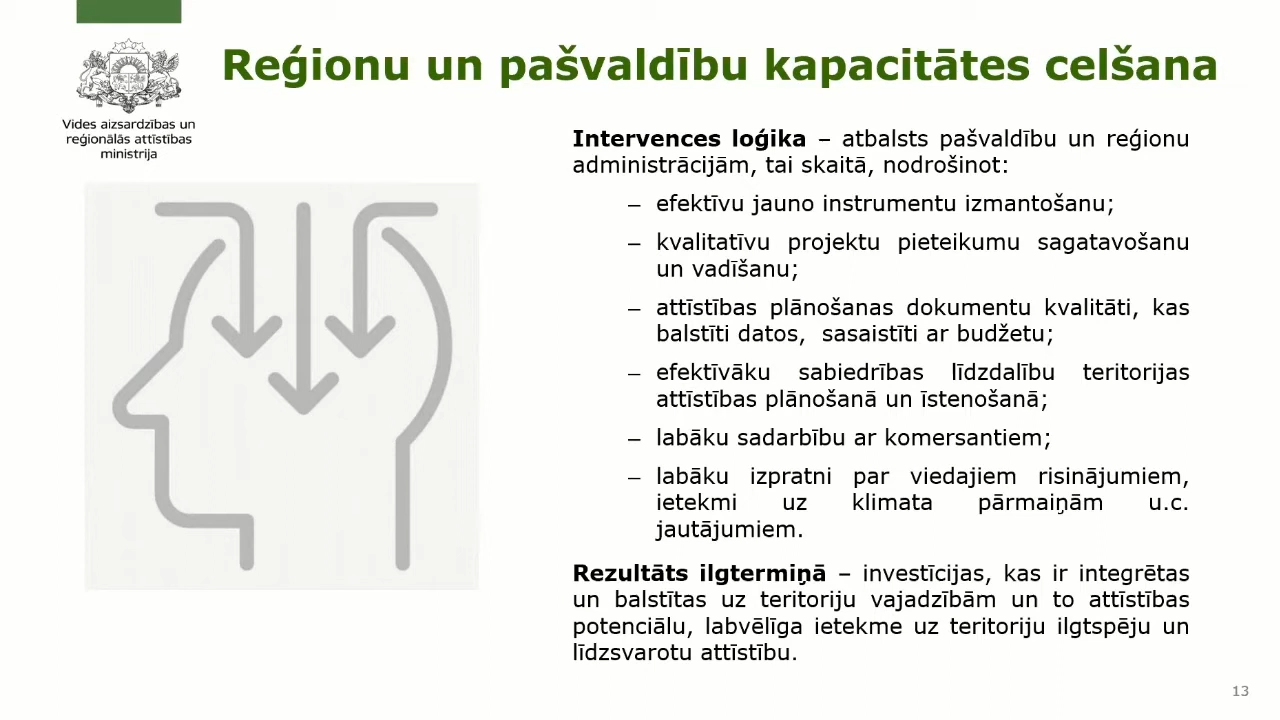 Reģionu un pašvaldību kapacitātes celšana
Vides aizsardzības un
reģionālās attīstības
ministrija
Intervences loģika – atbalsts pašvaldību un reģionu
administrācijām, tai skaitā, nodrošinot:
– efektīvu jauno instrumentu izmantošanu;
– kvalitatīvu projektu pieteikumu sagatavošanu
un vadīšanu;
– attīstības plānošanas dokumentu kvalitāti, kas
balstīti datos, sasaistīti ar budžetu;
– efektīvāku sabiedrības līdzdalību teritorijas
attīstības plānošanā un īstenošanā;
– labāku sadarbību ar komersantiem;
– labāku izpratni par viedajiem risinājumiem,
ietekmi uz klimata pārmaiņām u.c.
jautājumiem.
Rezultāts ilgtermiņā – investīcijas, kas ir integrētas
un balstītas uz teritoriju vajadzībām un to attīstības
potenciālu, labvēlīga ietekme uz teritoriju ilgtspēju un
līdzsvarotu attīstību.
13